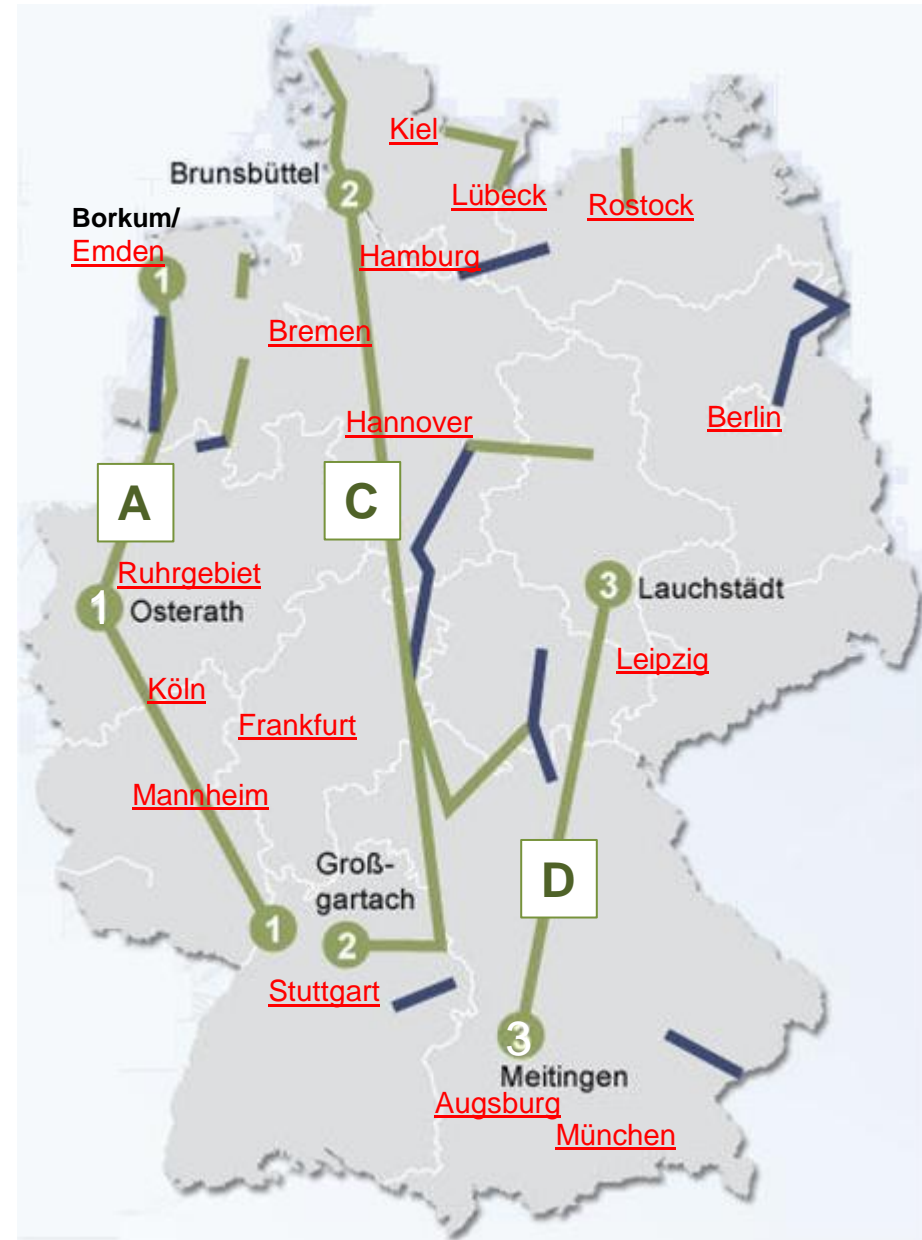 Kiel
Brunsbüttel
2
Lübeck
Rostock
Borkum/
Emden
Hamburg
1
Bremen
Berlin
Hannover
A
C
Ruhrgebiet
1
Osterath
3
Lauchstädt
Leipzig
Köln
Frankfurt
Mannheim
Groß-
gartach
D
1
2
Stuttgart
3
Meitingen
Augsburg
München